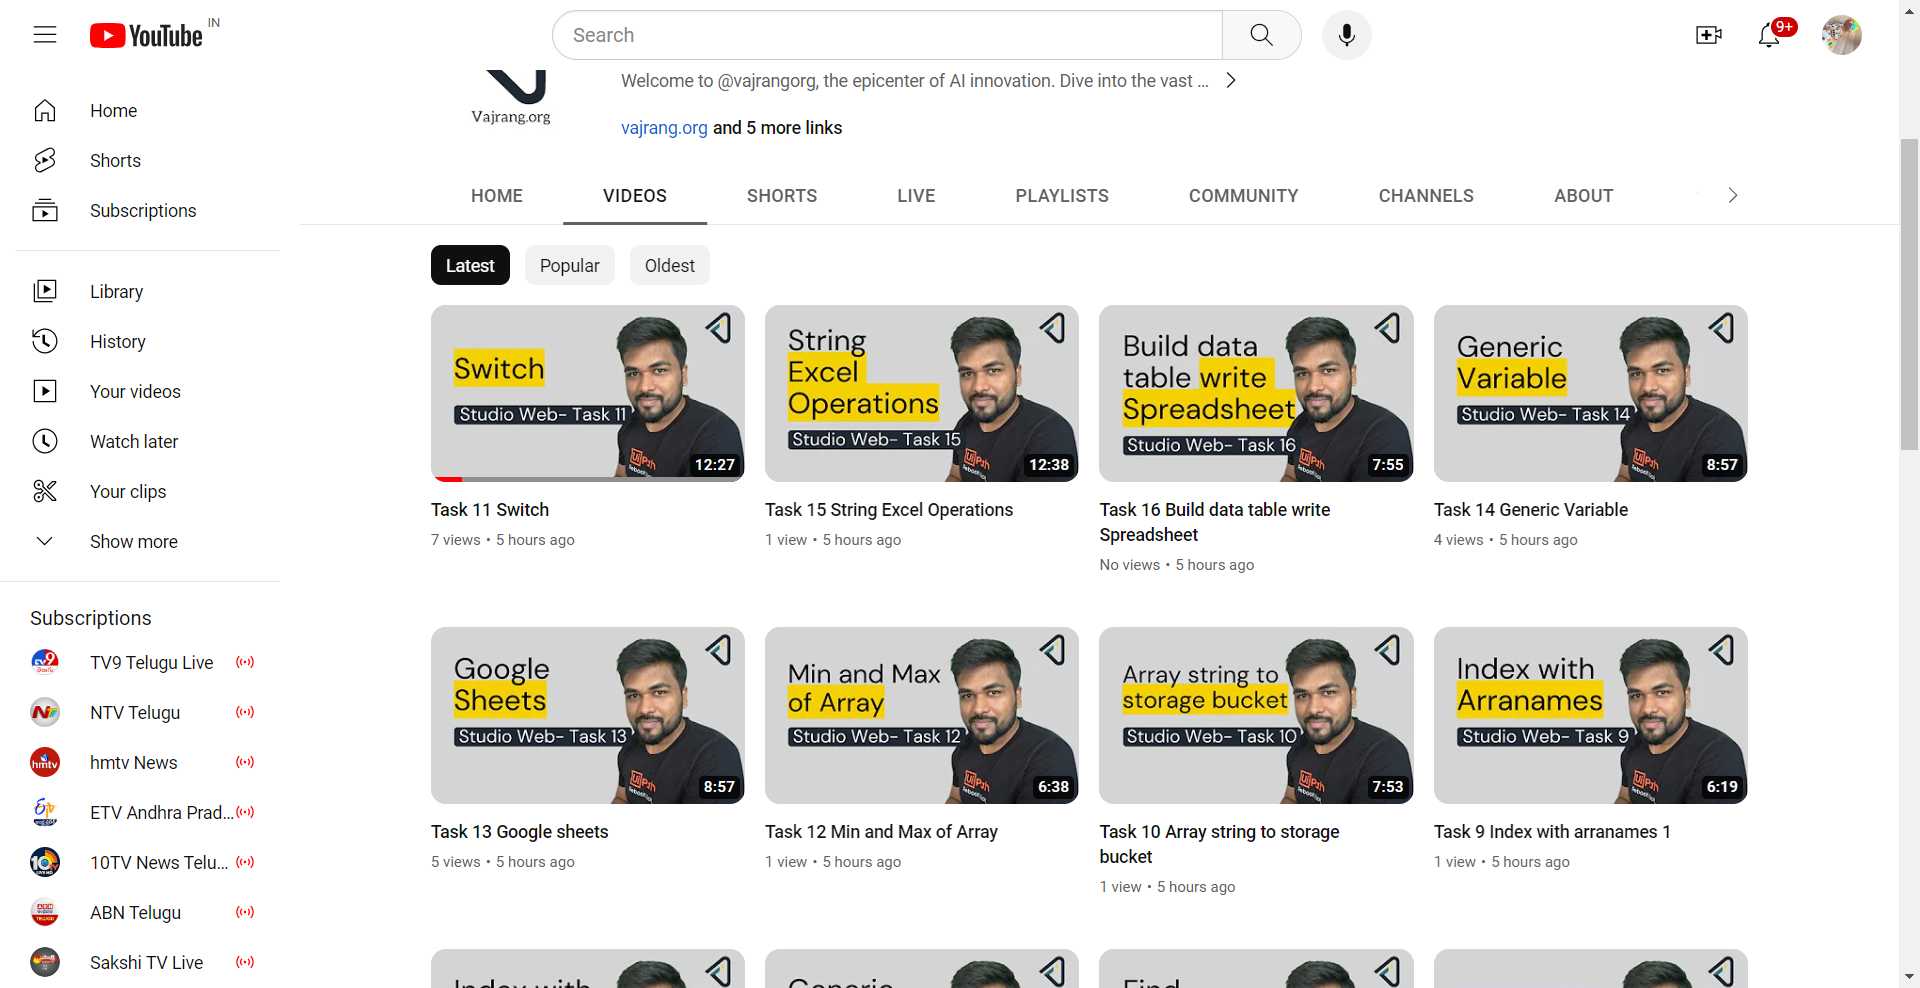 YouTube IN
Search
9+
Home
Shorts
Subscriptions
Library
History
Your videos
Watch later
Your clips
Show more
Subscriptions
TV9 Telugu Live
NTV Telugu
hmtv News
hmtv
ETV Andhra Prad...
10TV News Telu...
ABN Telugu
Sakshi TV Live
Vajrang.org
Welcome to @vajrangorg, the epicenter of AI innovation. Dive into the vast ...
vajrang.org and 5 more links
HOME VIDEOS SHORTS LIVE PLAYLISTS COMMUNITY CHANNELS ABOUT
Latest Popular Oldest
Switch
Studio Web- Task 11
12:27
Task 11 Switch
7 views • 5 hours ago
String
Excel
Operations
Studio Web- Task 15
12:38
Task 15 String Excel Operations
1 view • 5 hours ago
Build data
table write
Spreadsheet
Studio Web- Task 16
7:55
Task 16 Build data table write
Spreadsheet
No views • 5 hours ago
Generic
Variable
Studio Web- Task 14
8:57
Task 14 Generic Variable
4 views • 5 hours ago
Google
Sheets
Studio Web- Task 13
8:57
Task 13 Google sheets
5 views • 5 hours ago
Min and Max
of Array
Studio Web- Task 12
6:38
Task 12 Min and Max of Array
1 view • 5 hours ago
Array string to
storage bucket
Studio Web- Task 10
7:53
Task 10 Array string to storage
bucket
1 view • 5 hours ago
Index with
Arranames
Studio Web- Task 9
6:19
Task 9 Index with arranames 1
1 view • 5 hours ago
Index with
Generic
Find